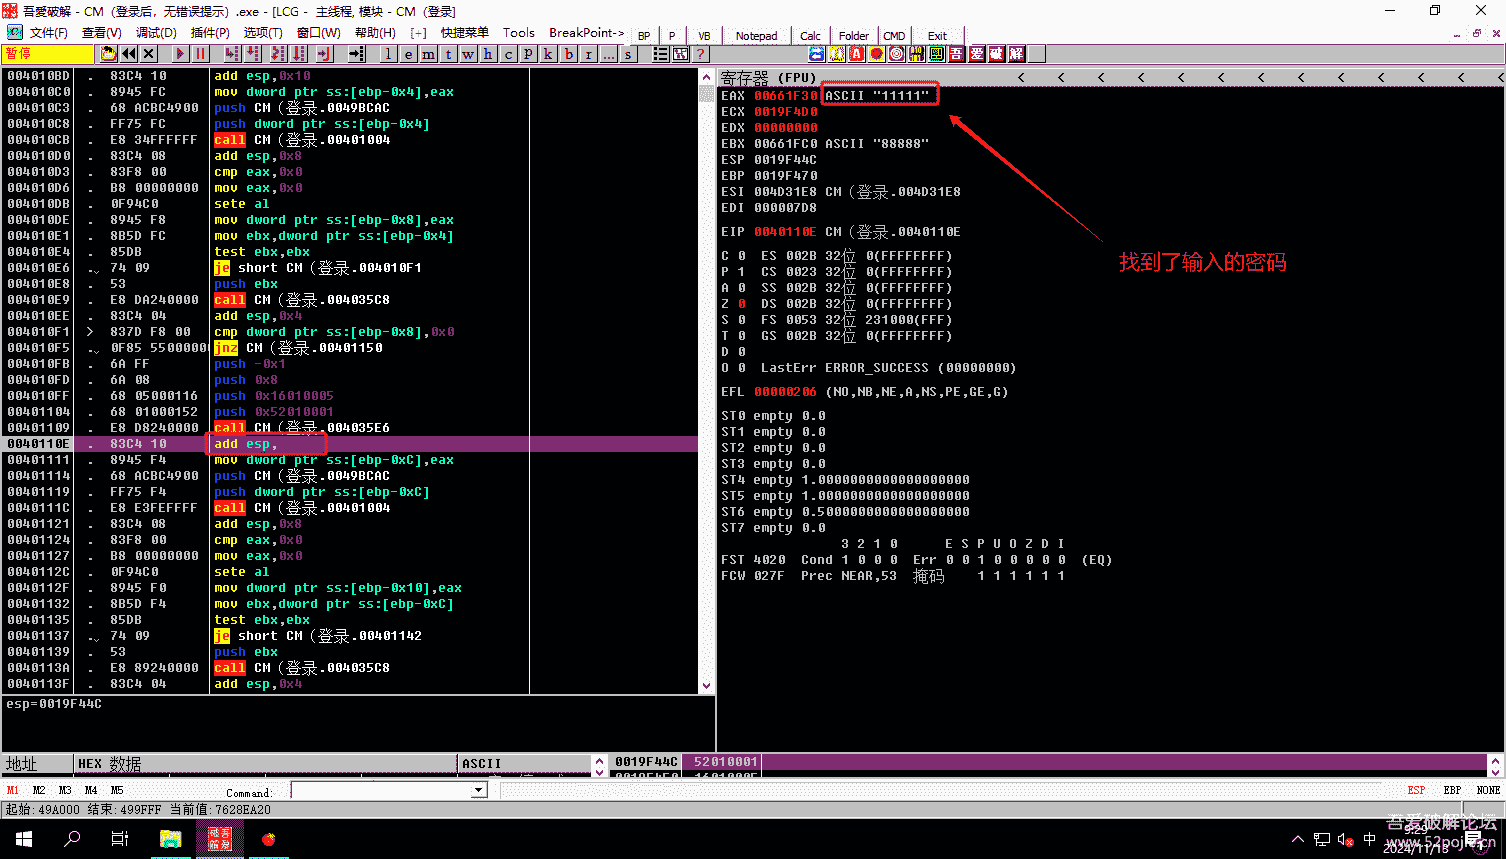 吾爱破解 - CM（登录后，无错误提示）.exe - [LCG - 主线程, 模块 - CM（登录]
文件(F) 查看(V) 调试(D) 插件(P) 选项(T) 窗口(W) 帮助(H) [+] 快捷菜单 Tools BreakPoint-> BP P VB Notepad Calc Folder CMD Exit
暂停 l e m t w h c p k b r ... s ? 吾 爱 破 解
004010BD . 83C4 10 add esp,0x10
004010C0 . 8945 FC mov dword ptr ss:[ebp-0x4],eax
004010C3 . 68 ACBC4900 push CM（登录.0049BCAC
004010C8 . FF75 FC push dword ptr ss:[ebp-0x4]
004010CB . E8 34FFFFFF call CM（登录.00401004
004010D0 . 83C4 08 add esp,0x8
004010D3 . 83F8 00 cmp eax,0x0
004010D6 . B8 00000000 mov eax,0x0
004010DB . 0F94C0 sete al
004010DE . 8945 F8 mov dword ptr ss:[ebp-0x8],eax
004010E1 . 8B5D FC mov ebx,dword ptr ss:[ebp-0x4]
004010E4 . 85DB test ebx,ebx
004010E6 . 74 09 je short CM（登录.004010F1
004010E8 . 53 push ebx
004010E9 . E8 DA240000 call CM（登录.004035C8
004010EE . 83C4 04 add esp,0x4
004010F1 > 837D F8 00 cmp dword ptr ss:[ebp-0x8],0x0
004010F5 . 0F85 55000000 jnz CM（登录.00401150
004010FB . 6A FF push -0x1
004010FD . 6A 08 push 0x8
004010FF . 68 05000116 push 0x16010005
00401104 . 68 01000152 push 0x52010001
00401109 . E8 D8240000 call CM（登录.004035E6
0040110E . 83C4 10 add esp,
00401111 . 8945 F4 mov dword ptr ss:[ebp-0xC],eax
00401114 . 68 ACBC4900 push CM（登录.0049BCAC
00401119 . FF75 F4 push dword ptr ss:[ebp-0xC]
0040111C . E8 E3FEFFFF call CM（登录.00401004
00401121 . 83C4 08 add esp,0x8
00401124 . 83F8 00 cmp eax,0x0
00401127 . B8 00000000 mov eax,0x0
0040112C . 0F94C0 sete al
0040112F . 8945 F0 mov dword ptr ss:[ebp-0x10],eax
00401132 . 8B5D F4 mov ebx,dword ptr ss:[ebp-0xC]
00401135 . 85DB test ebx,ebx
00401137 . 74 09 je short CM（登录.00401142
00401139 . 53 push ebx
0040113A . E8 89240000 call CM（登录.004035C8
0040113F . 83C4 04 add esp,0x4
esp=0019F44C
寄存器 (FPU) < < < < < < < < < < < < <
EAX 00661F30 ASCII "11111"
ECX 0019F4D0
EDX 00000000
EBX 00661FC0 ASCII "88888"
ESP 0019F44C
EBP 0019F470
ESI 004D31E8 CM（登录.004D31E8
EDI 000007D8
EIP 0040110E CM（登录.0040110E
C 0 ES 002B 32位 0(FFFFFFFF)
P 1 CS 0023 32位 0(FFFFFFFF)
A 0 SS 002B 32位 0(FFFFFFFF)
Z 0 DS 002B 32位 0(FFFFFFFF)
S 0 FS 0053 32位 231000(FFF)
T 0 GS 002B 32位 0(FFFFFFFF)
D 0
O 0 LastErr ERROR_SUCCESS (00000000)
EFL 00000206 (NO,NB,NE,A,NS,PE,GE,G)
ST0 empty 0.0
ST1 empty 0.0
ST2 empty 0.0
ST3 empty 0.0
ST4 empty 1.0000000000000000000
ST5 empty 1.0000000000000000000
ST6 empty 0.5000000000000000000
ST7 empty 0.0
3 2 1 0 E S P U O Z D I
FST 4020 Cond 1 0 0 0 Err 0 0 1 0 0 0 0 0 (EQ)
FCW 027F Prec NEAR,53 掩码 1 1 1 1 1 1
找到了输入的密码
地址 HEX 数据 ASCII
0019F44C 52010001
M1 M2 M3 M4 M5 Command: ESP EBP NONE
起始:49A000 结束:499FFF 当前值:7628EA20
中 9:29
2024/11/13
吾爱破解论坛
www.52pojie.cn